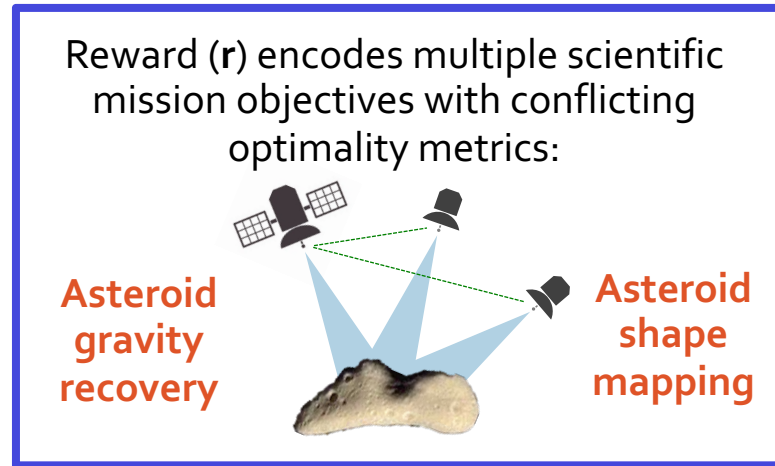 Reward (r) encodes multiple scientific
mission objectives with conflicting
optimality metrics:
Asteroid
gravity
recovery
Asteroid
shape
mapping